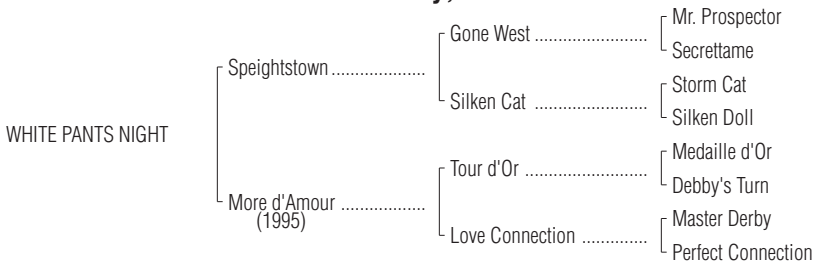 Mr. Prospector
Gone West ........................
Secrettame
Speightstown ....................
Storm Cat
Silken Cat ........................
Silken Doll
WHITE PANTS NIGHT
Medaille d'Or
Tour d'Or ..........................
Debby's Turn
More d'Amour ..................
(1995)
Master Derby
Love Connection ..............
Perfect Connection